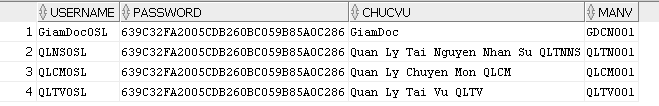 USERNAME PASSWORD CHUCVU MANV
1 GiamDocOSL 639C32FA2005CDB260BC059B85A0C286 GiamDoc GDCN001
2 QLNSOSL 639C32FA2005CDB260BC059B85A0C286 Quan Ly Tai Nguyen Nhan Su QLTNNS QLTN001
3 QLCMOSL 639C32FA2005CDB260BC059B85A0C286 Quan Ly Chuyen Mon QLCM QLCM001
4 QLTVOSL 639C32FA2005CDB260BC059B85A0C286 Quan Ly Tai Vu QLTV QLTV001